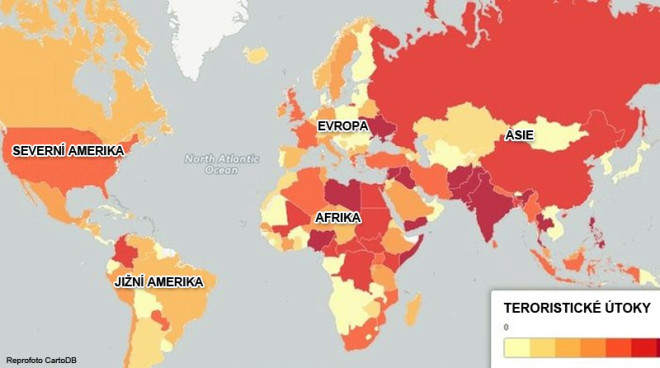 SEVERNÍ AMERIKA
EVROPA
ASIE
North Atlantic
Ocean
AFRIKA
JIŽNÍ AMERIKA
TERORISTICKÉ ÚTOKY
0
Reprofoto CartoDB